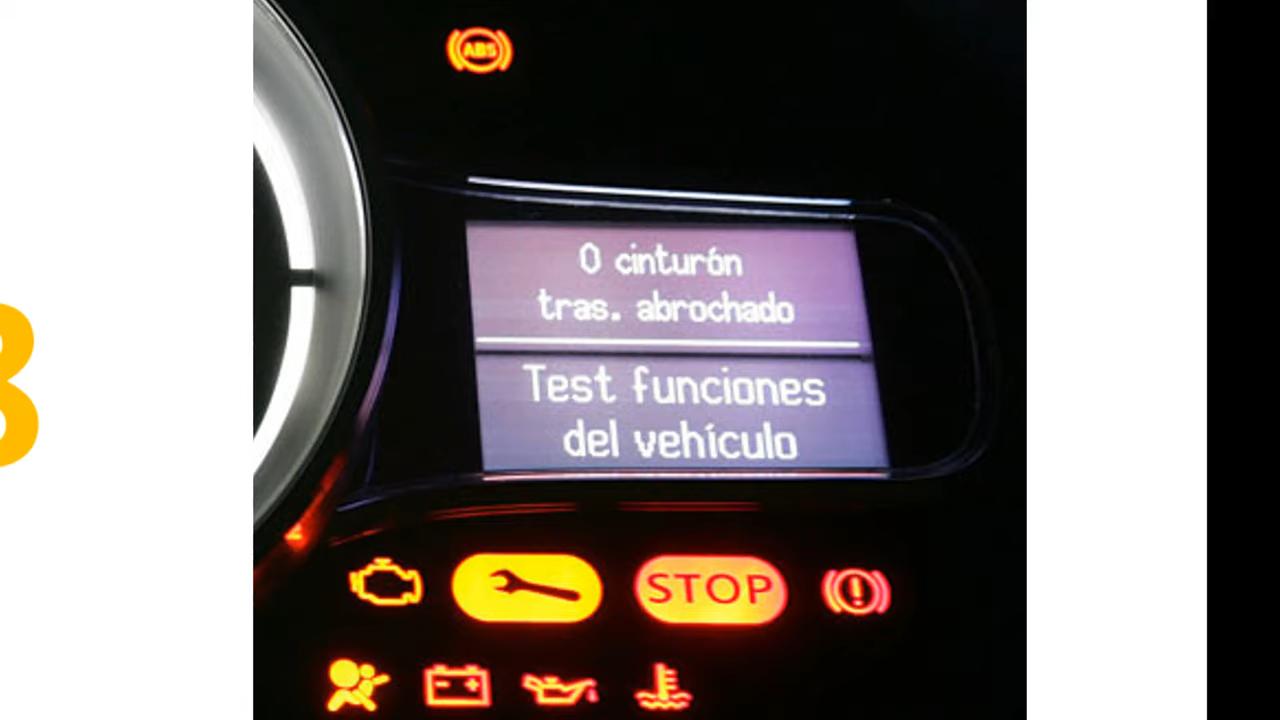 ABS
0 cinturón
tras. abrochado
Test funciones
del vehículo
STOP